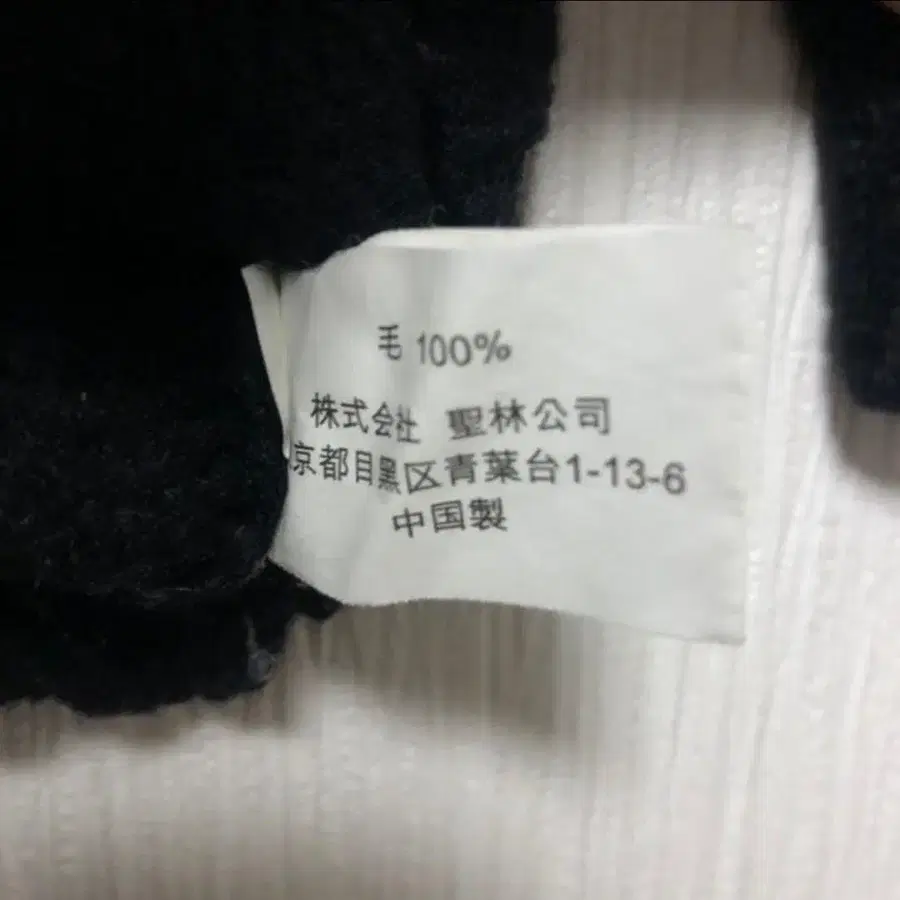 毛 100%
株式会社 聖林公司
京都目黒区青葉台1-13-6
中国製